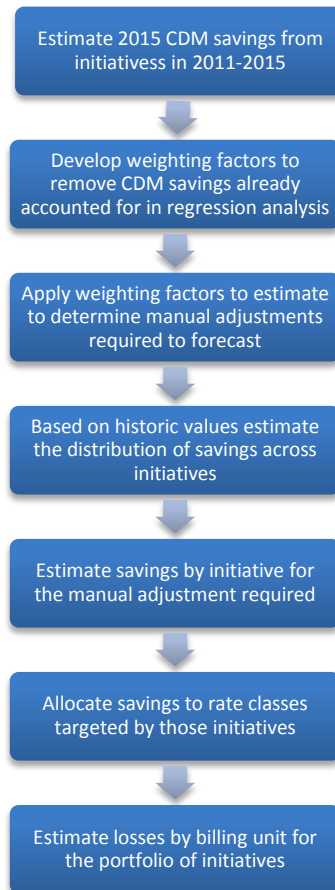 Estimate 2015 CDM savings from
initiativess in 2011-2015
Develop weighting factors to
remove CDM savings already
accounted for in regression analysis
Apply weighting factors to estimate
to determine manual adjustments
required to forecast
Based on historic values estimate
the distribution of savings across
initiatives
Estimate savings by initiative for
the manual adjustment required
Allocate savings to rate classes
targeted by those initiatives
Estimate losses by billing unit for
the portfolio of initiatives